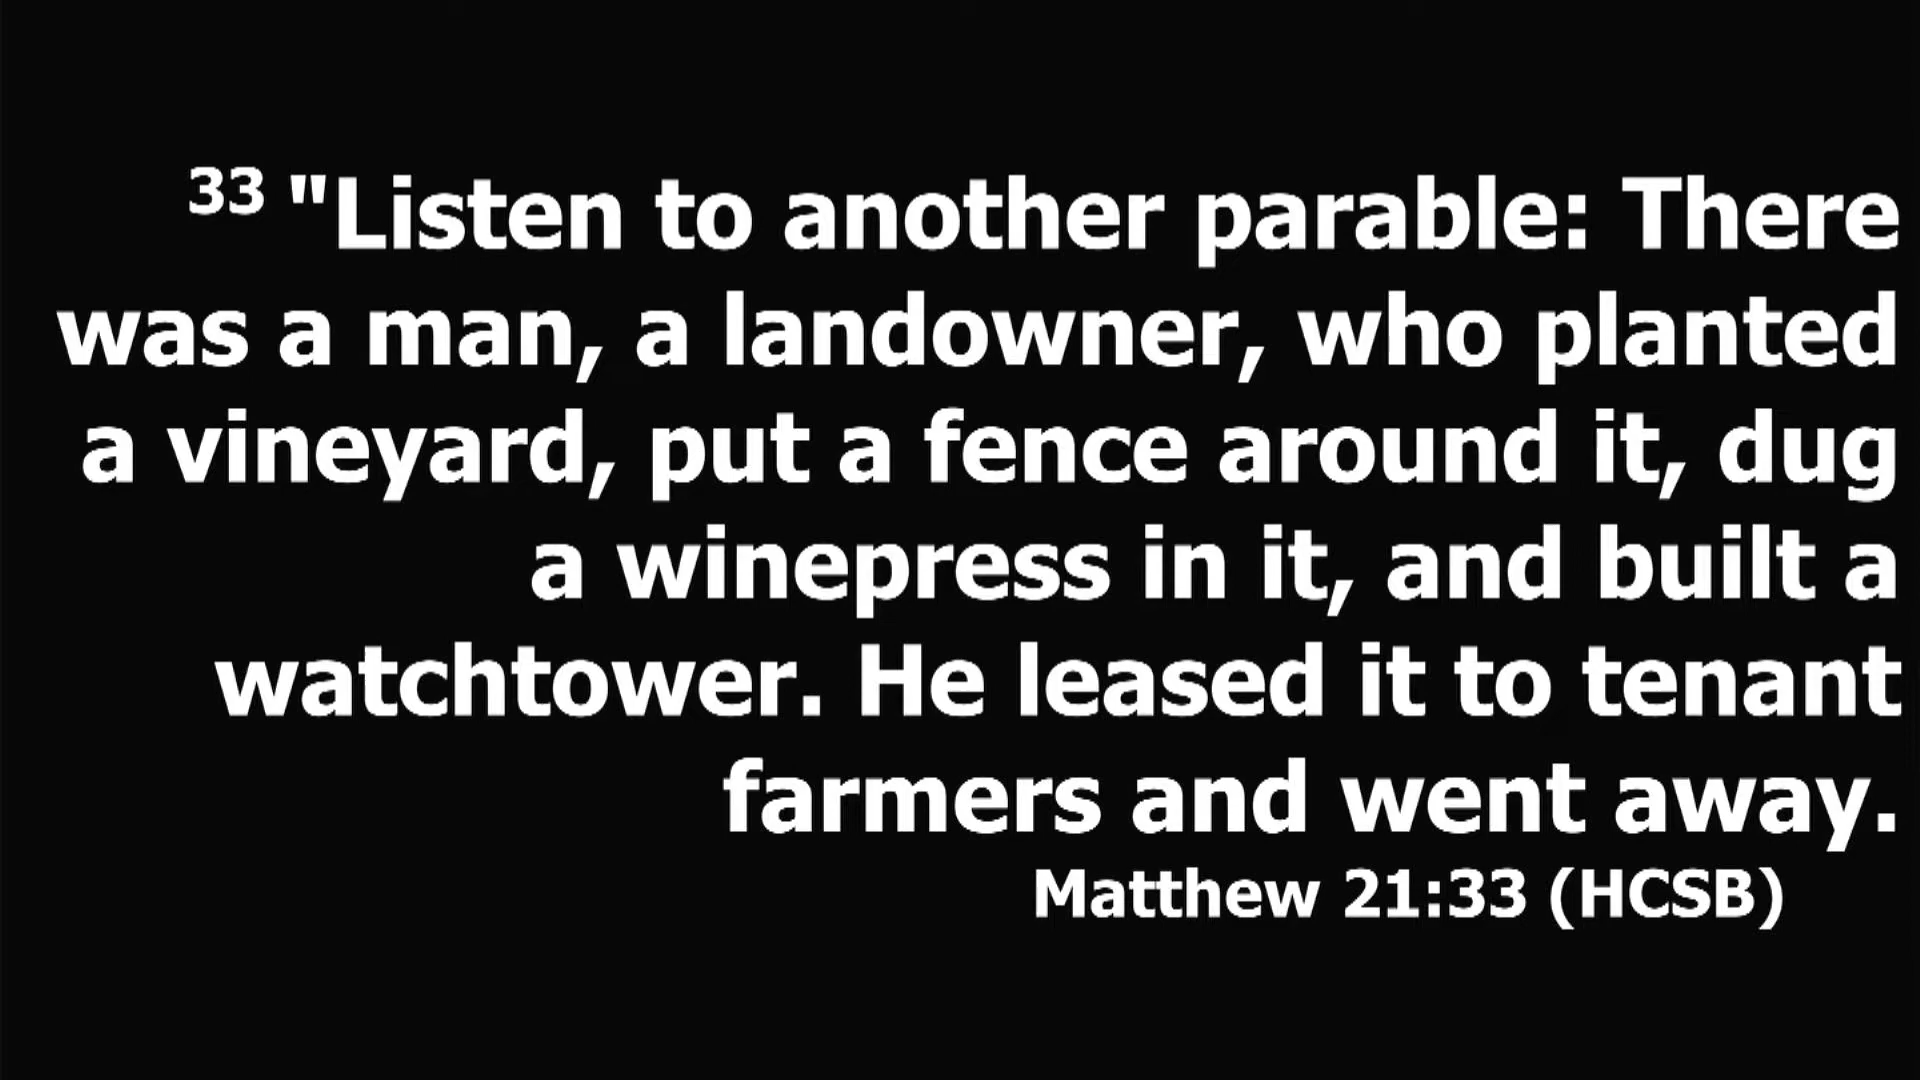 33 "Listen to another parable: There
was a man, a landowner, who planted
a vineyard, put a fence around it, dug
a winepress in it, and built a
watchtower. He leased it to tenant
farmers and went away.
Matthew 21:33 (HCSB)